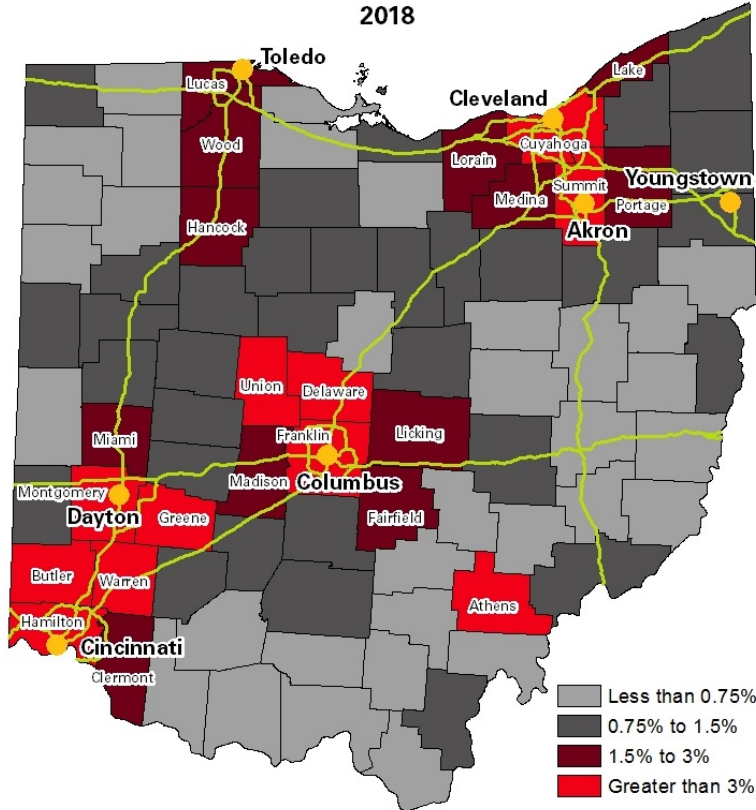 2018
Toledo
Lucas
Lake
Cleveland
Wood
Cuyahoga
Lorain
Youngstown
Medina
Summit
Portage
Hancock
Akron
Union
Delaware
Miami
Franklin
Licking
Madison
Columbus
Montgomery
Dayton
Greene
Fairfield
Butler
Warren
Athens
Hamilton
Cincinnati
Clermont
Less than 0.75%
0.75% to 1.5%
1.5% to 3%
Greater than 3%